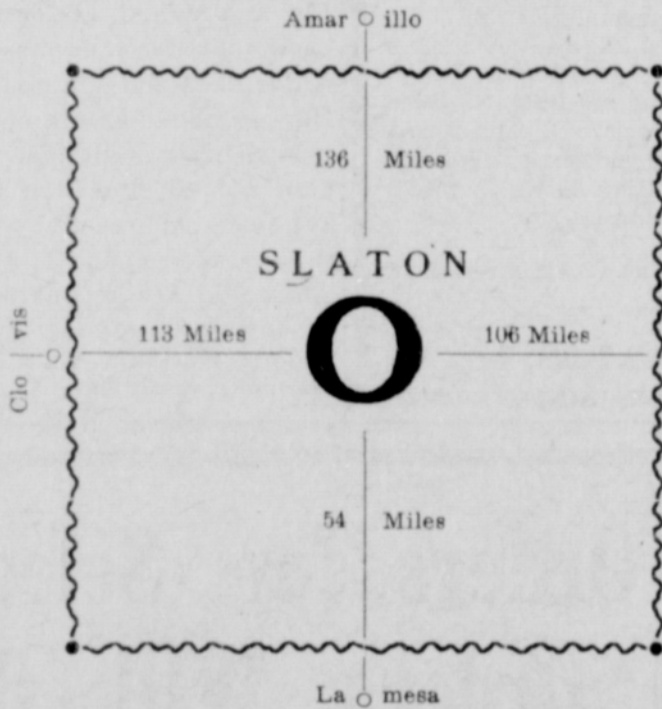 Amar illo
136 Miles
SLATON
Clo vis
113 Miles
O
106 Miles
54 Miles
La mesa